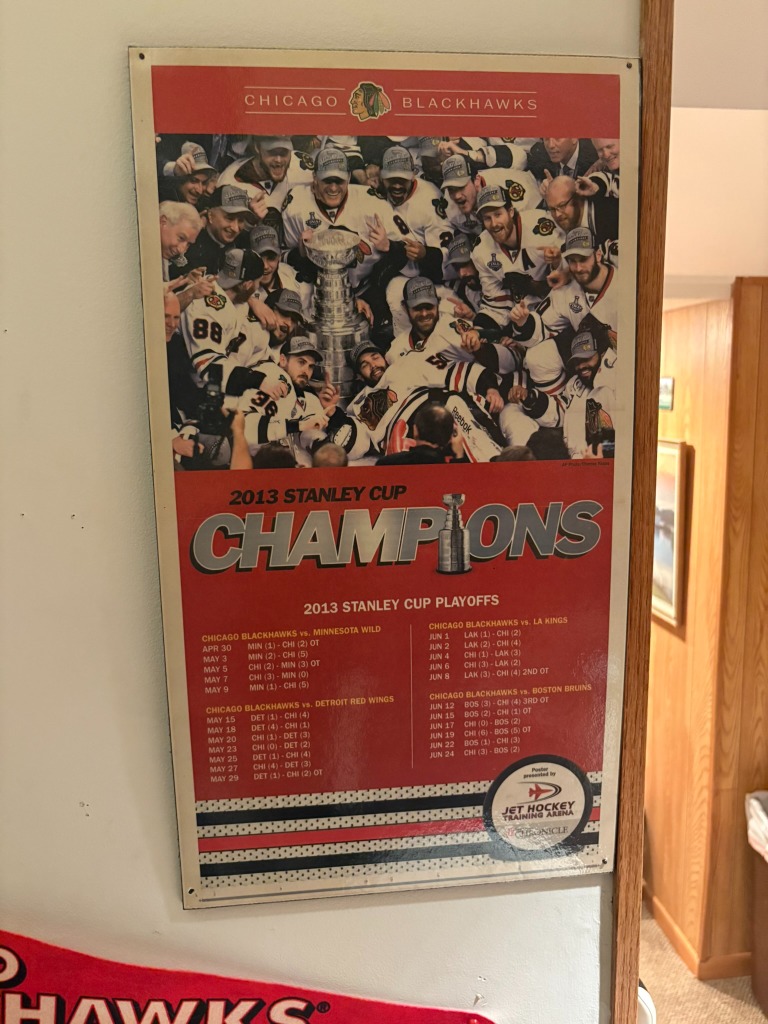 CHICAGO BLACKHAWKS
88
36
Reebok
2013 STANLEY CUP
CHAMPIONS
2013 STANLEY CUP PLAYOFFS
CHICAGO BLACKHAWKS vs. MINNESOTA WILD
APR 30 MIN (1) - CHI (2) OT
MAY 3 MIN (2) - CHI (5)
MAY 5 CHI (2) - MIN (3) OT
MAY 7 CHI (3) - MIN (0)
MAY 9 MIN (1) - CHI (5)
CHICAGO BLACKHAWKS vs. DETROIT RED WINGS
MAY 15 DET (1) - CHI (4)
MAY 18 DET (4) - CHI (1)
MAY 20 CHI (1) - DET (3)
MAY 23 CHI (0) - DET (2)
MAY 25 DET (1) - CHI (4)
MAY 27 CHI (4) - DET (3)
MAY 29 DET (1) - CHI (2) OT
CHICAGO BLACKHAWKS vs. LA KINGS
JUN 1 LAK (1) - CHI (2)
JUN 2 LAK (2) - CHI (4)
JUN 4 CHI (1) - LAK (3)
JUN 6 CHI (3) - LAK (2)
JUN 8 LAK (3) - CHI (4) 2ND OT
CHICAGO BLACKHAWKS vs. BOSTON BRUINS
JUN 12 BOS (3) - CHI (4) 3RD OT
JUN 15 BOS (2) - CHI (1) OT
JUN 17 CHI (0) - BOS (2)
JUN 19 CHI (6) - BOS (5) OT
JUN 22 BOS (1) - CHI (3)
JUN 24 CHI (3) - BOS (2)
Poster
presented by
JET HOCKEY
TRAINING ARENA
CHRONICLE
HAWKS®